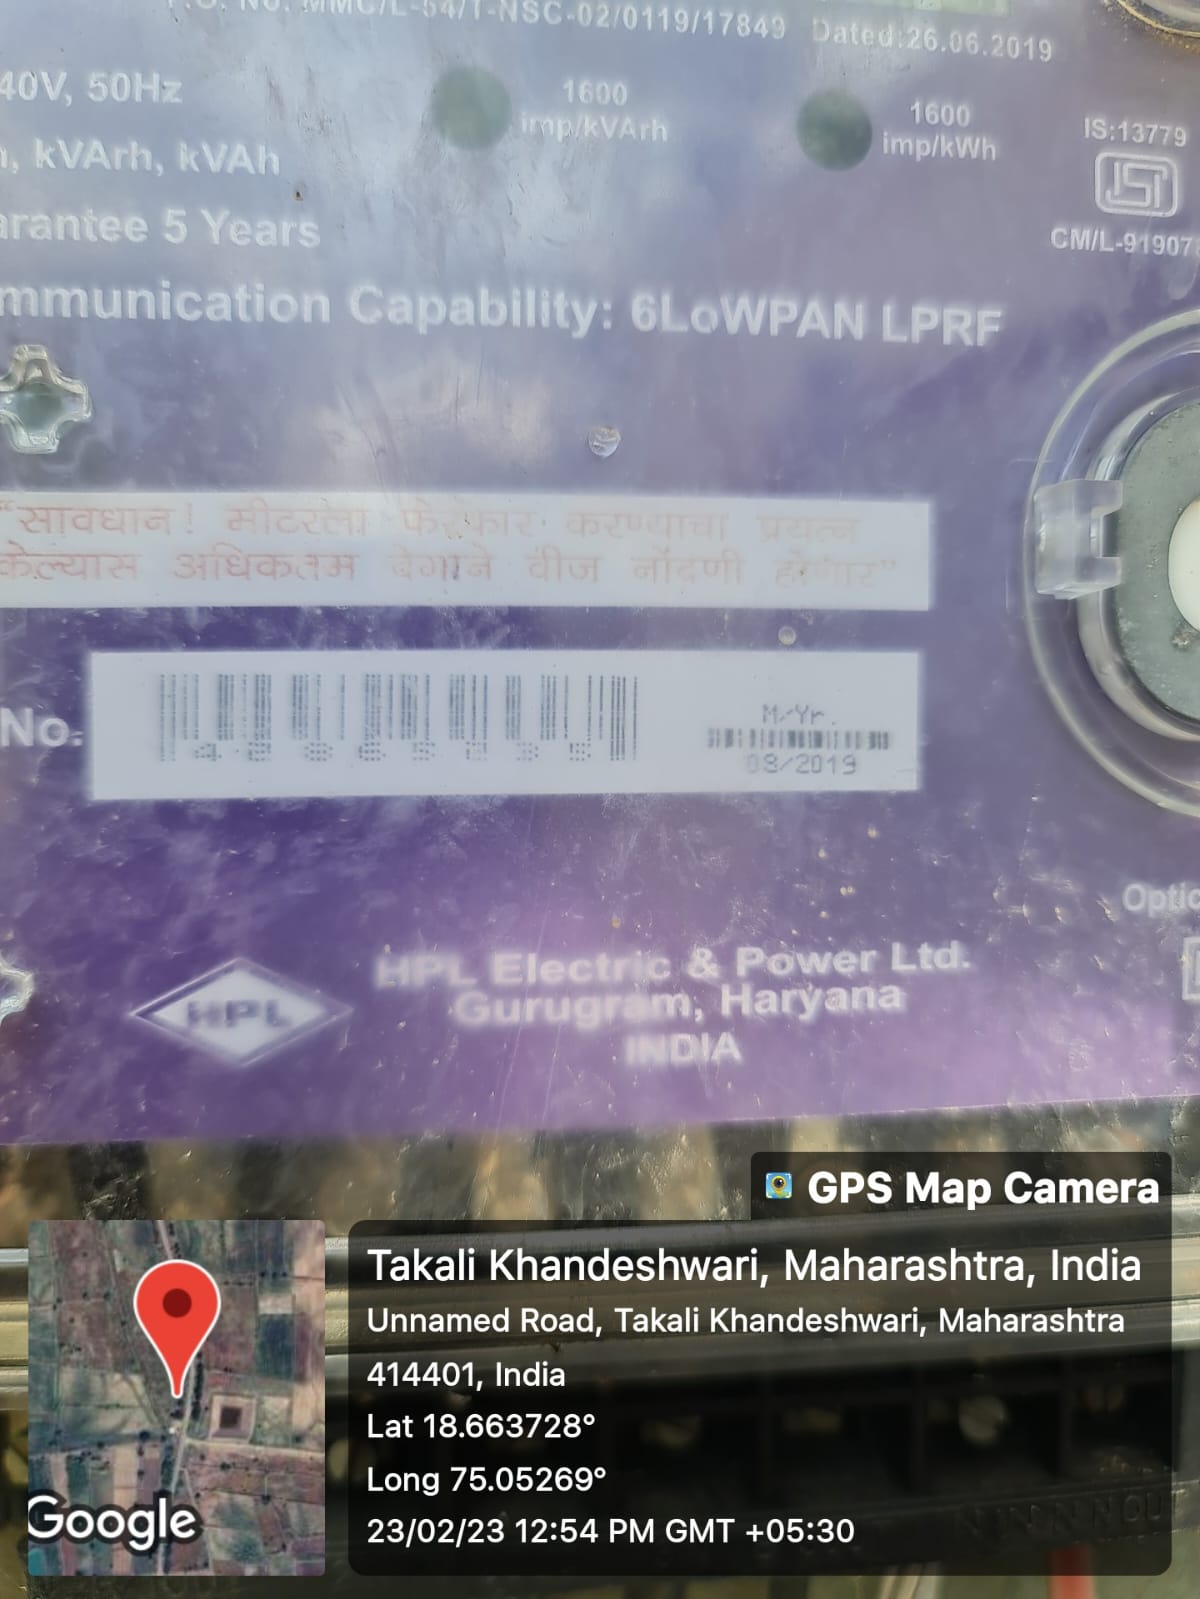 P.O. No. MMC/L-54/T-NSC-02/0119/17849 Dated:26.06.2019
40V, 50Hz
1600
imp/kVArh
1600
imp/kWh
IS:13779
kVArh, kVAh
CM/L-91907
arantee 5 Years
mmunication Capability: 6LoWPAN LPRF
"सावधान! मीटरला फेरफार करण्याचा प्रयत्न
केल्यास अधिकतम वेगाने वीज नोंदणी होणार"
No.
M/Yr.
08/2019
Optic
HPL
HPL Electric & Power Ltd.
Gurugram, Haryana
INDIA
GPS Map Camera
Takali Khandeshwari, Maharashtra, India
Unnamed Road, Takali Khandeshwari, Maharashtra
414401, India
Lat 18.663728°
Long 75.05269°
23/02/23 12:54 PM GMT +05:30
Google